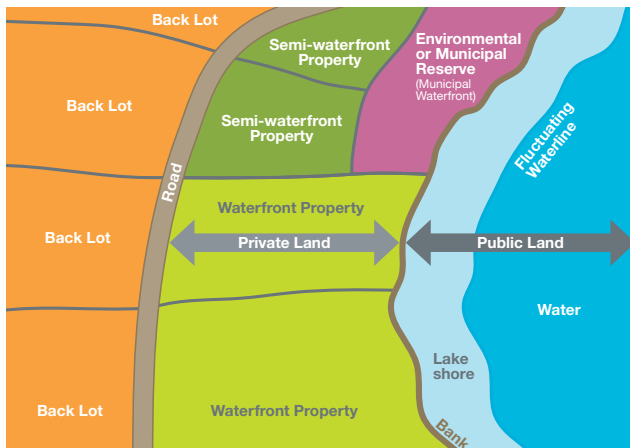 Back Lot
Semi-waterfront
Property
Environmental
or Municipal
Reserve
(Municipal
Waterfront)
Back Lot
Semi-waterfront
Property
Fluctuating
Waterline
Road
Waterfront Property
Back Lot
Private Land
Public Land
Water
Lake
shore
Back Lot
Waterfront Property
Bank